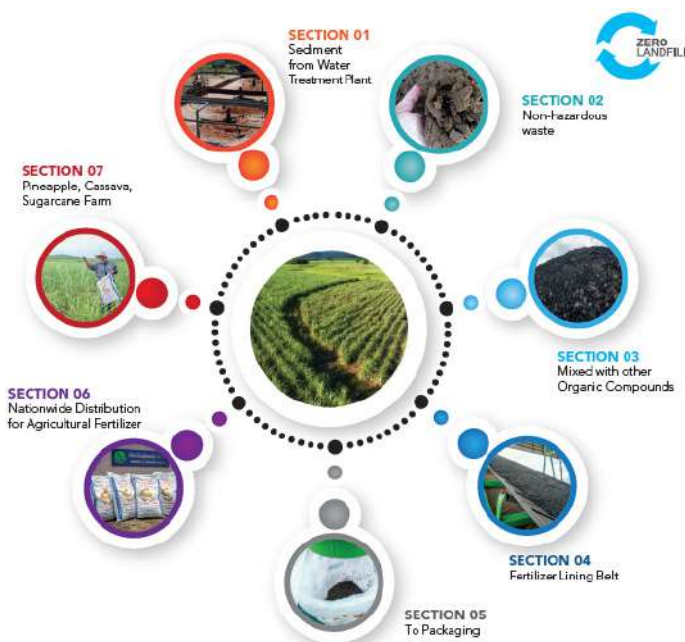 ZERO
LANDFILL
SECTION 01
Sediment
from Water
Treatment Plant
SECTION 02
Non-hazardous
waste
SECTION 03
Mixed with other
Organic Compounds
SECTION 04
Fertilizer Lining Belt
SECTION 05
To Packaging
SECTION 06
Nationwide Distribution
for Agricultural Fertilizer
SECTION 07
Pineapple, Cassava,
Sugarcane Farm